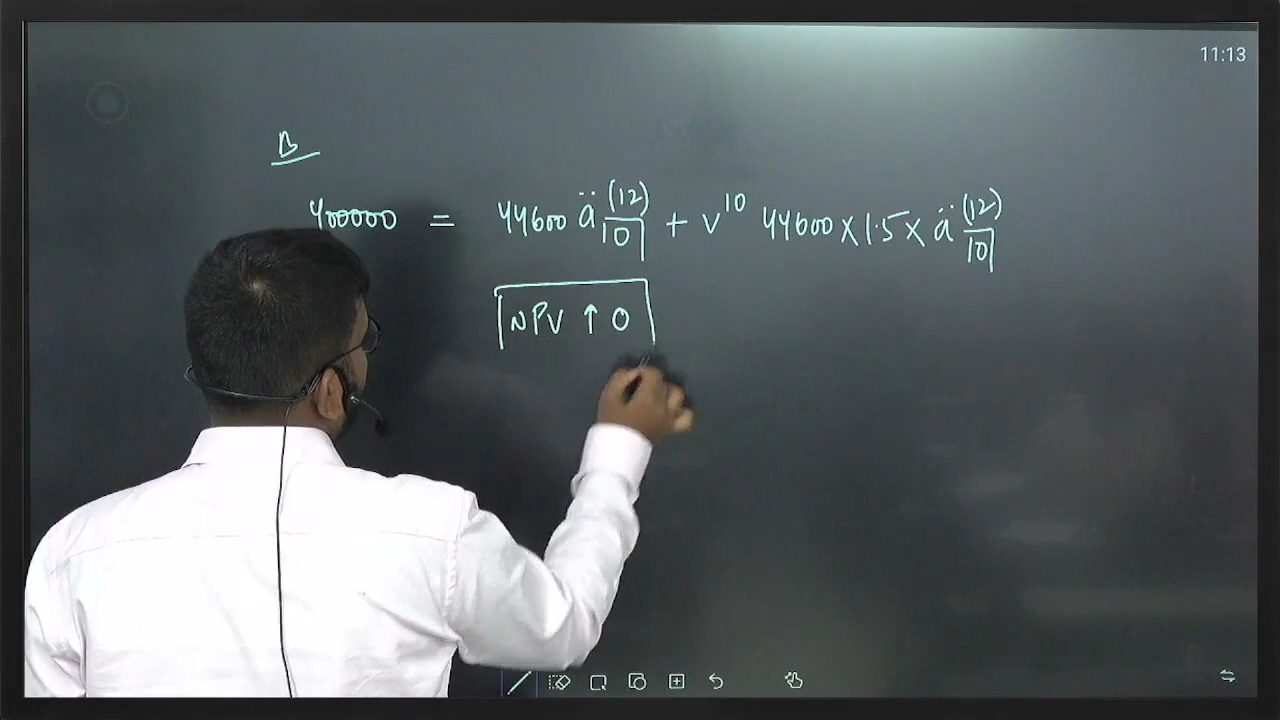 11:13
B
400000 = 44600 ä (12) 10 + v^10 44600 × 1.5 × ä (12) 10
NPV ↑ 0